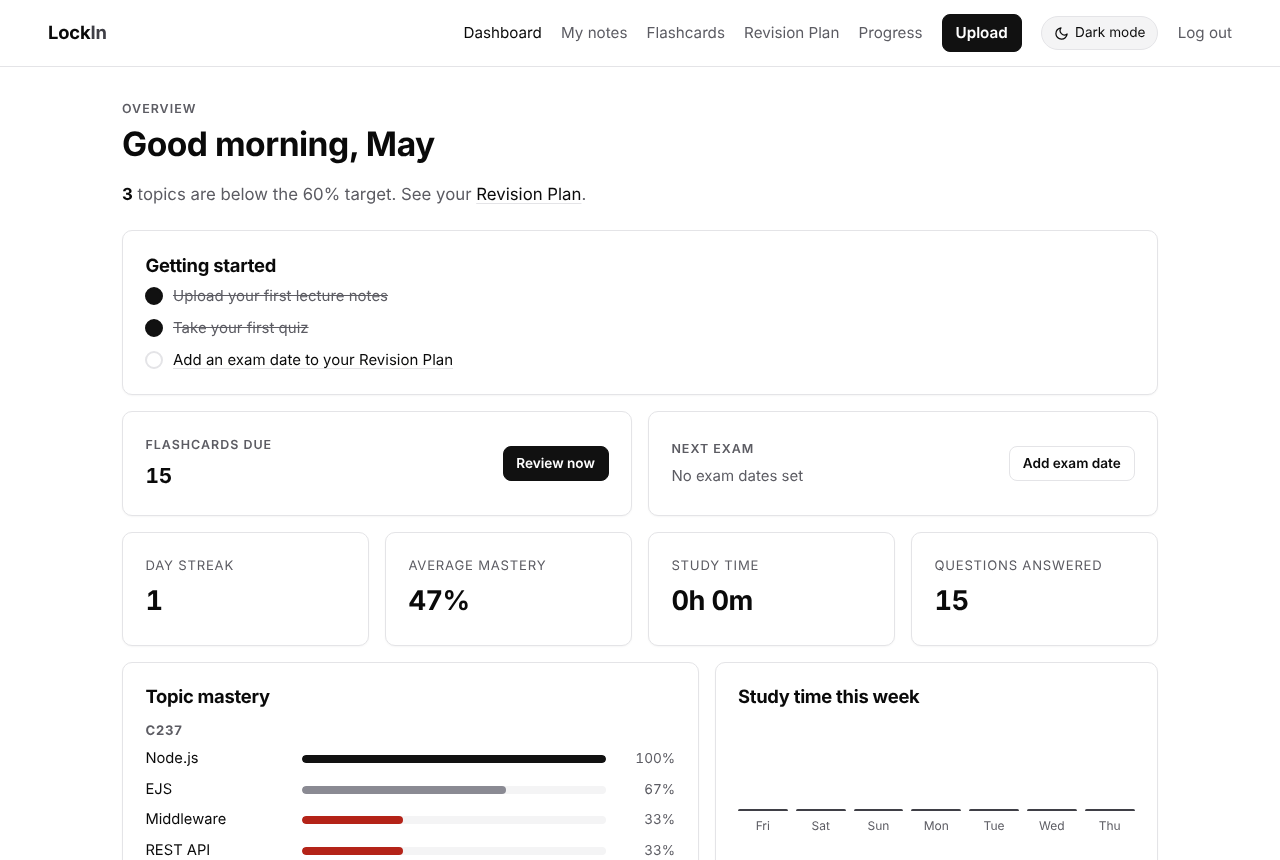 LockIn
Dashboard My notes Flashcards Revision Plan Progress Upload Dark mode Log out
OVERVIEW
Good morning, May
3 topics are below the 60% target. See your Revision Plan.
Getting started
Upload your first lecture notes
Take your first quiz
Add an exam date to your Revision Plan
FLASHCARDS DUE
15
Review now
NEXT EXAM
No exam dates set
Add exam date
DAY STREAK
1
AVERAGE MASTERY
47%
STUDY TIME
0h 0m
QUESTIONS ANSWERED
15
Topic mastery
C237
Node.js 100%
EJS 67%
Middleware 33%
REST API 33%
Study time this week
Fri Sat Sun Mon Tue Wed Thu